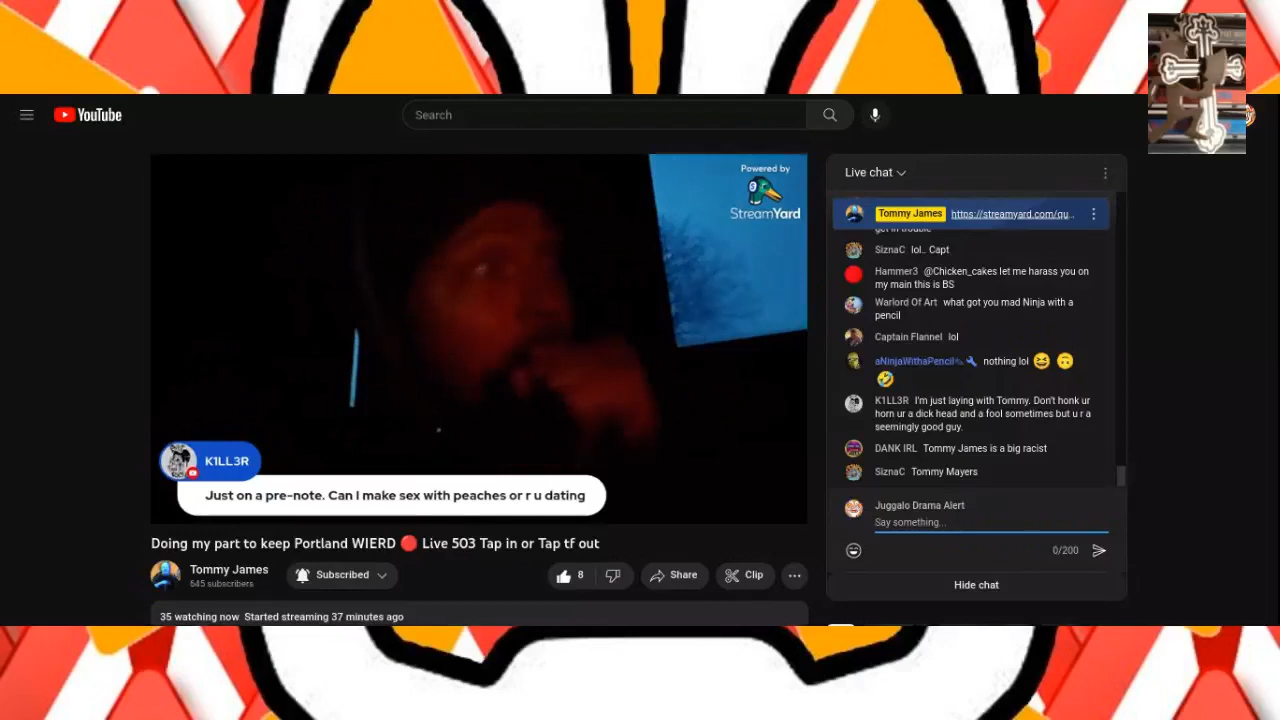 YouTube
Search
Powered by
StreamYard
K1LL3R
Just on a pre-note. Can I make sex with peaches or r u dating
Doing my part to keep Portland WIERD 🔴 Live 503 Tap in or Tap tf out
Tommy James
645 subscribers
Subscribed
8
Share
Clip
35 watching now Started streaming 37 minutes ago
Live chat
Tommy James https://streamyard.com/qu...
get in trouble
SiznaC lol.. Capt
Hammer3 @Chicken_cakes let me harass you on
my main this is BS
Warlord Of Art what got you mad Ninja with a
pencil
Captain Flannel lol
aNinjaWithaPencil✏️ 🔧 nothing lol 😆 🙃
🤣
K1LL3R I'm just laying with Tommy. Don't honk ur
horn ur a dick head and a fool sometimes but u r a
seemingly good guy.
DANK IRL Tommy James is a big racist
SiznaC Tommy Mayers
Juggalo Drama Alert
Say something...
0/200
Hide chat